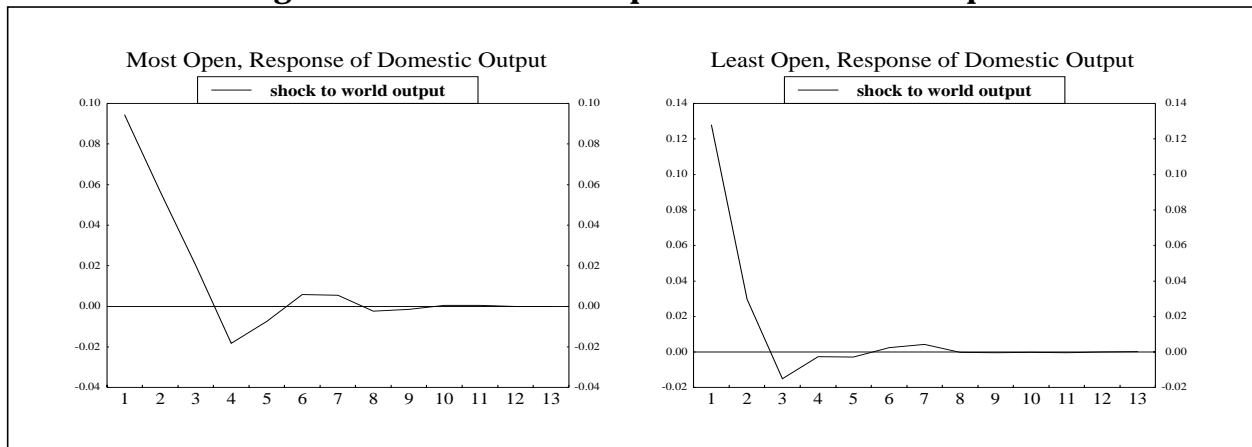 Most Open, Response of Domestic Output
shock to world output
0.10 0.10
0.08 0.08
0.06 0.06
0.04 0.04
0.02 0.02
0.00 0.00
-0.02 -0.02
-0.04 -0.04
1 2 3 4 5 6 7 8 9 10 11 12 13
Least Open, Response of Domestic Output
shock to world output
0.14 0.14
0.12 0.12
0.10 0.10
0.08 0.08
0.06 0.06
0.04 0.04
0.02 0.02
0.00 0.00
-0.02 -0.02
1 2 3 4 5 6 7 8 9 10 11 12 13